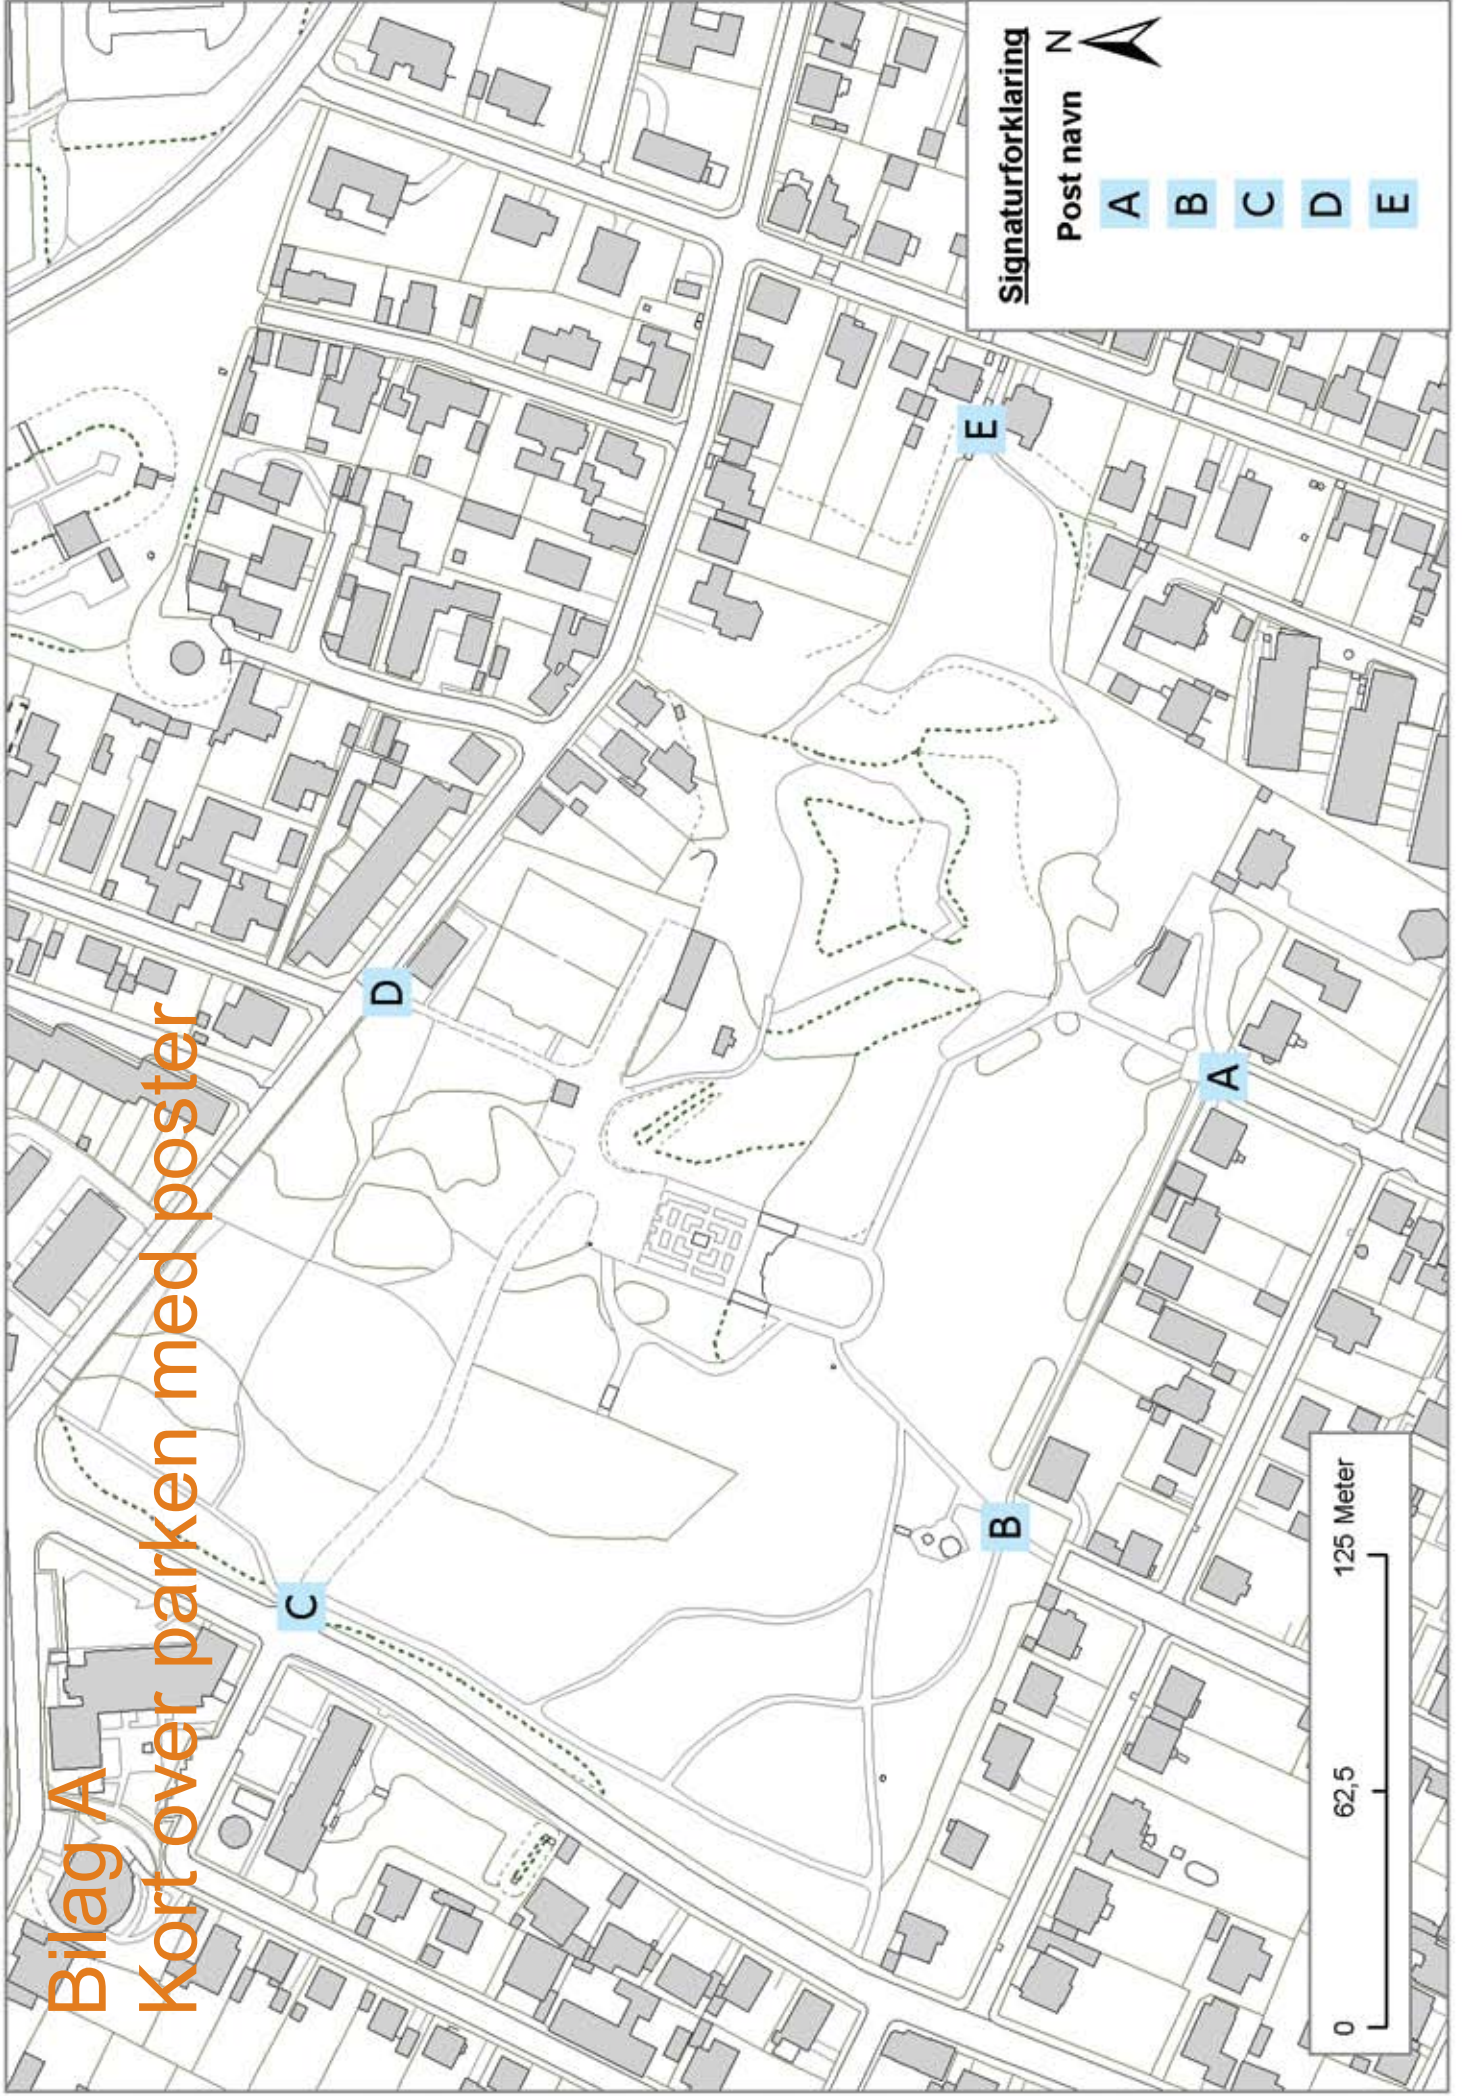 Bilag A
Kort over parken med poster
Signaturforklaring
Post navn
N
A
B
C
D
E
D
C
E
B
A
0 62,5 125 Meter